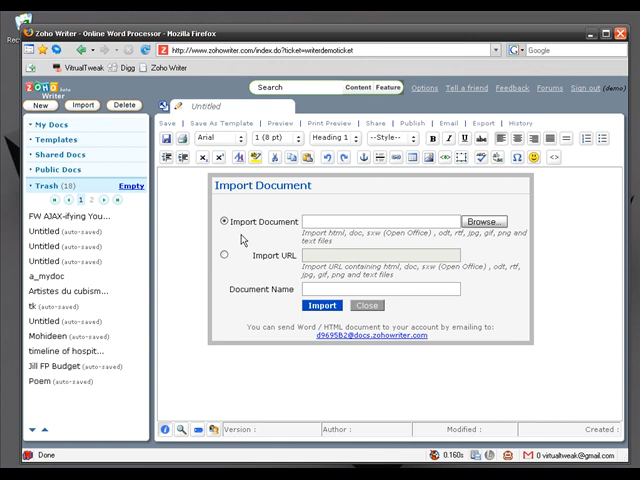 Zoho Writer - Online Word Processor - Mozilla Firefox
http://www.zohowriter.com/index.do?ticket=writerdemoticket
Google
VitrualTweak Digg Zoho Writer
ZOHO
Writer
Search Content Feature
Options Tell a friend Feedback Forums Sign out (demo)
New Import Delete
Untitled
My Docs
Templates
Shared Docs
Public Docs
Trash (18) Empty
1 2
FW AJAX-ifying You...
Untitled (auto-saved)
Untitled (auto-saved)
a_mydoc
Artistes du cubism...
tk (auto-saved)
Untitled (auto-saved)
Mohideen (auto-saved)
timeline of hospit...
Jill FP Budget (auto-saved)
Poem (auto-saved)
Save Save As Template Preview Print Preview Share Publish Email Export History
Arial 1 (8 pt) Heading 1 --Style-- B I U abc
Import Document
Import Document Browse...
Import html, doc, sxw (Open Office) , odt, rtf, jpg, gif, png and
text files
Import URL
Import URL containing html, doc, sxw (Open Office) , odt, rtf,
jpg, gif, png and text files
Document Name
Import Close
You can send Word / HTML document to your account by emailing to:
d9695B2@docs.zohowriter.com
Version : Author : Modified : Created :
Done 0.160s 0 virtualtweak@gmail.com